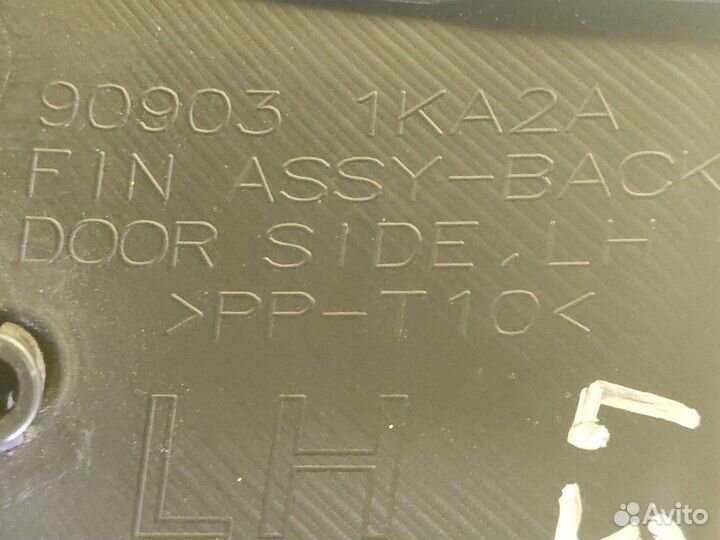 90903 1KA2A
FIN ASSY-BACK
DOOR SIDE, LH
>PP-T10<
LH
Avito